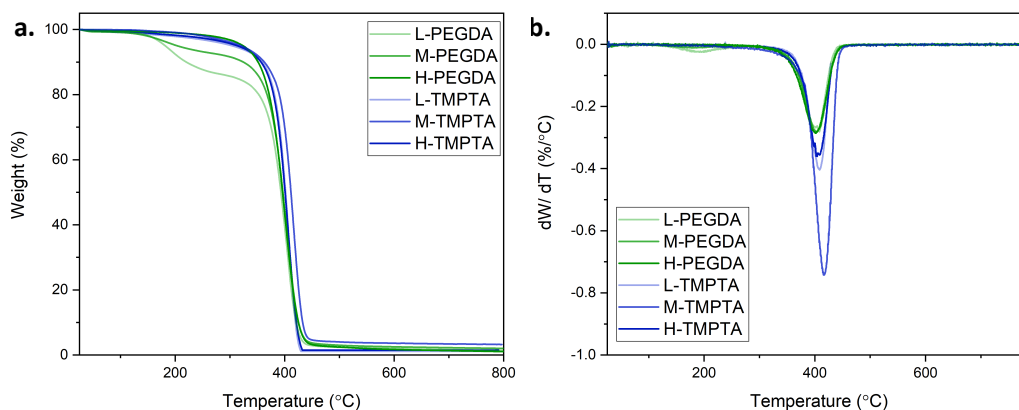 a.
100
80
60
40
20
0
Weight (%)
200
400
600
800
Temperature (°C)
L-PEGDA
M-PEGDA
H-PEGDA
L-TMPTA
M-TMPTA
H-TMPTA
b.
0.0
-0.2
-0.4
-0.6
-0.8
-1.0
dW/ dT (%/°C)
200
400
600
Temperature (°C)
L-PEGDA
M-PEGDA
H-PEGDA
L-TMPTA
M-TMPTA
H-TMPTA